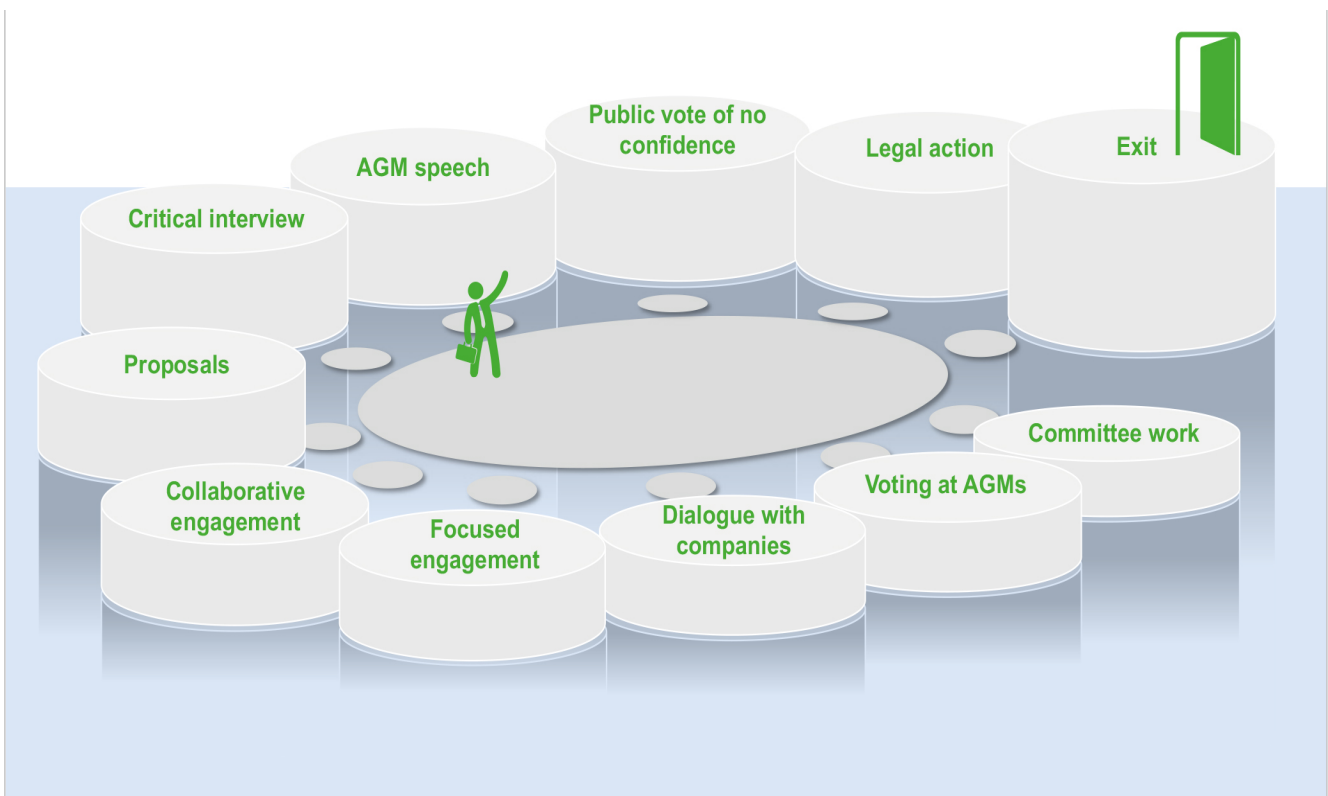 Public vote of no
confidence
Legal action
Exit
AGM speech
Critical interview
Proposals
Committee work
Voting at AGMs
Collaborative
engagement
Dialogue with
companies
Focused
engagement